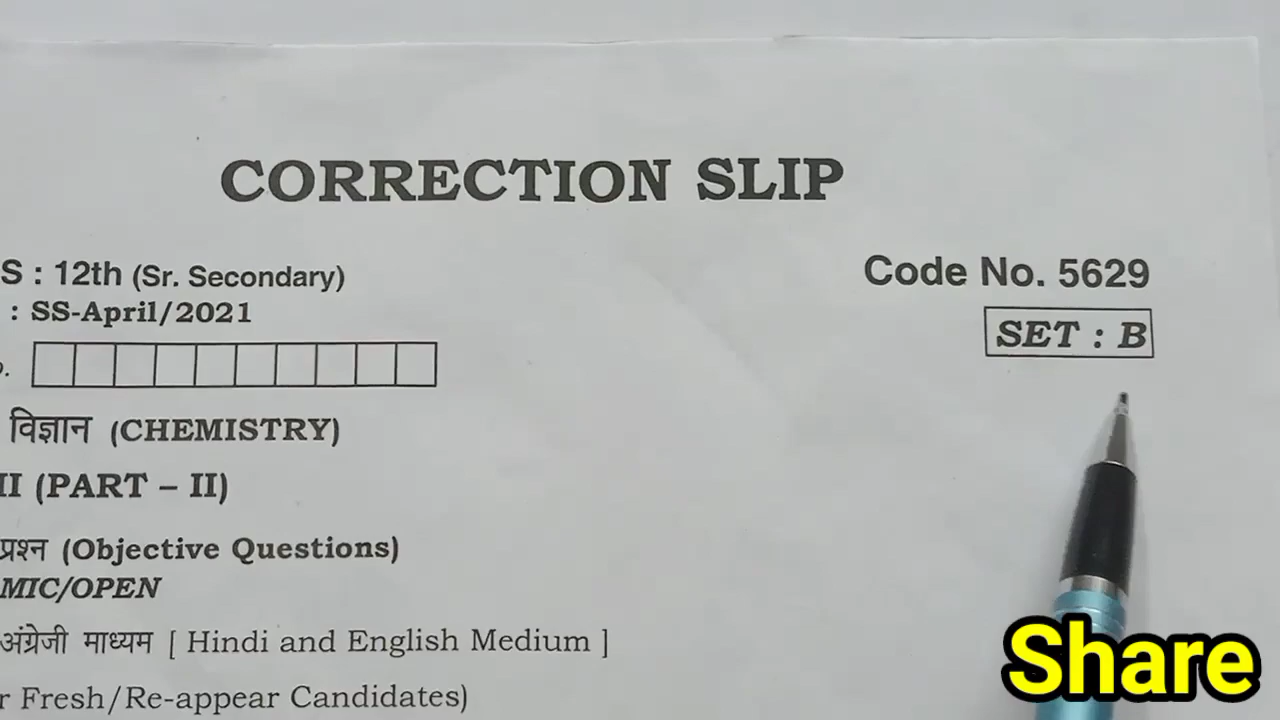 CORRECTION SLIP
S : 12th (Sr. Secondary)
Code No. 5629
: SS-April/2021
SET : B
विज्ञान (CHEMISTRY)
II (PART – II)
प्रश्न (Objective Questions)
MIC/OPEN
अंग्रेजी माध्यम [ Hindi and English Medium ]
r Fresh/Re-appear Candidates)
Share